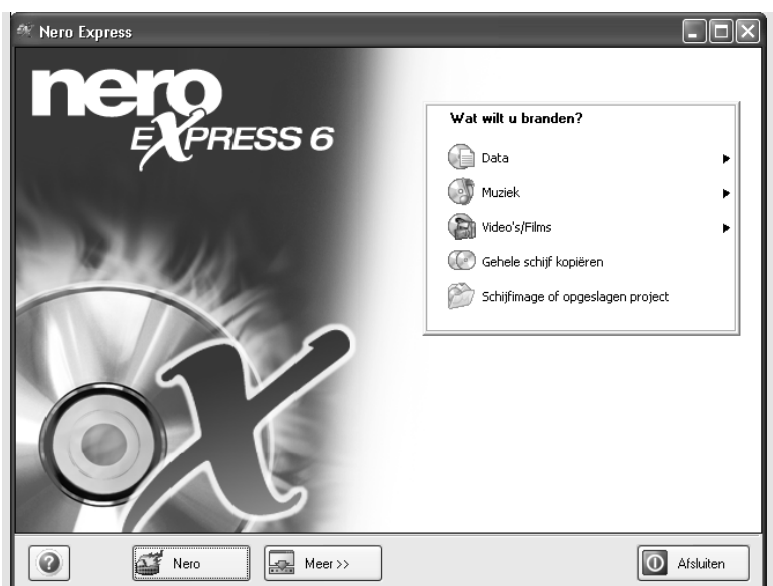 Nero Express
nero
EXPRESS 6
Wat wilt u branden?
Data
Muziek
Video's/Films
Gehele schijf kopiëren
Schijfimage of opgeslagen project
Nero
Meer >>
Afsluiten